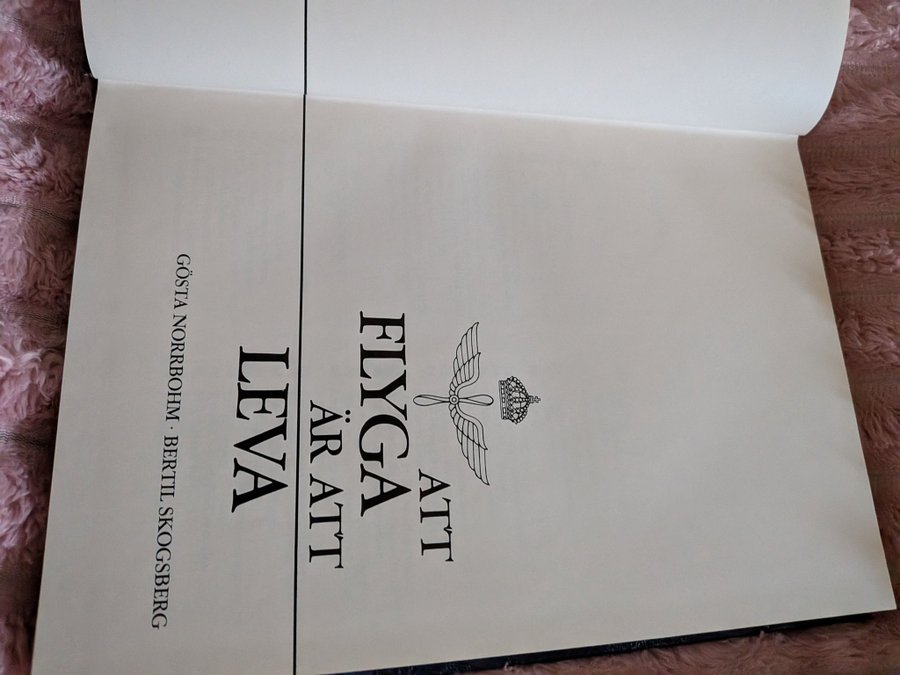 ATT
FLYGA
ÄR ATT
LEVA
GÖSTA NORRBOHM · BERTIL SKOGSBERG